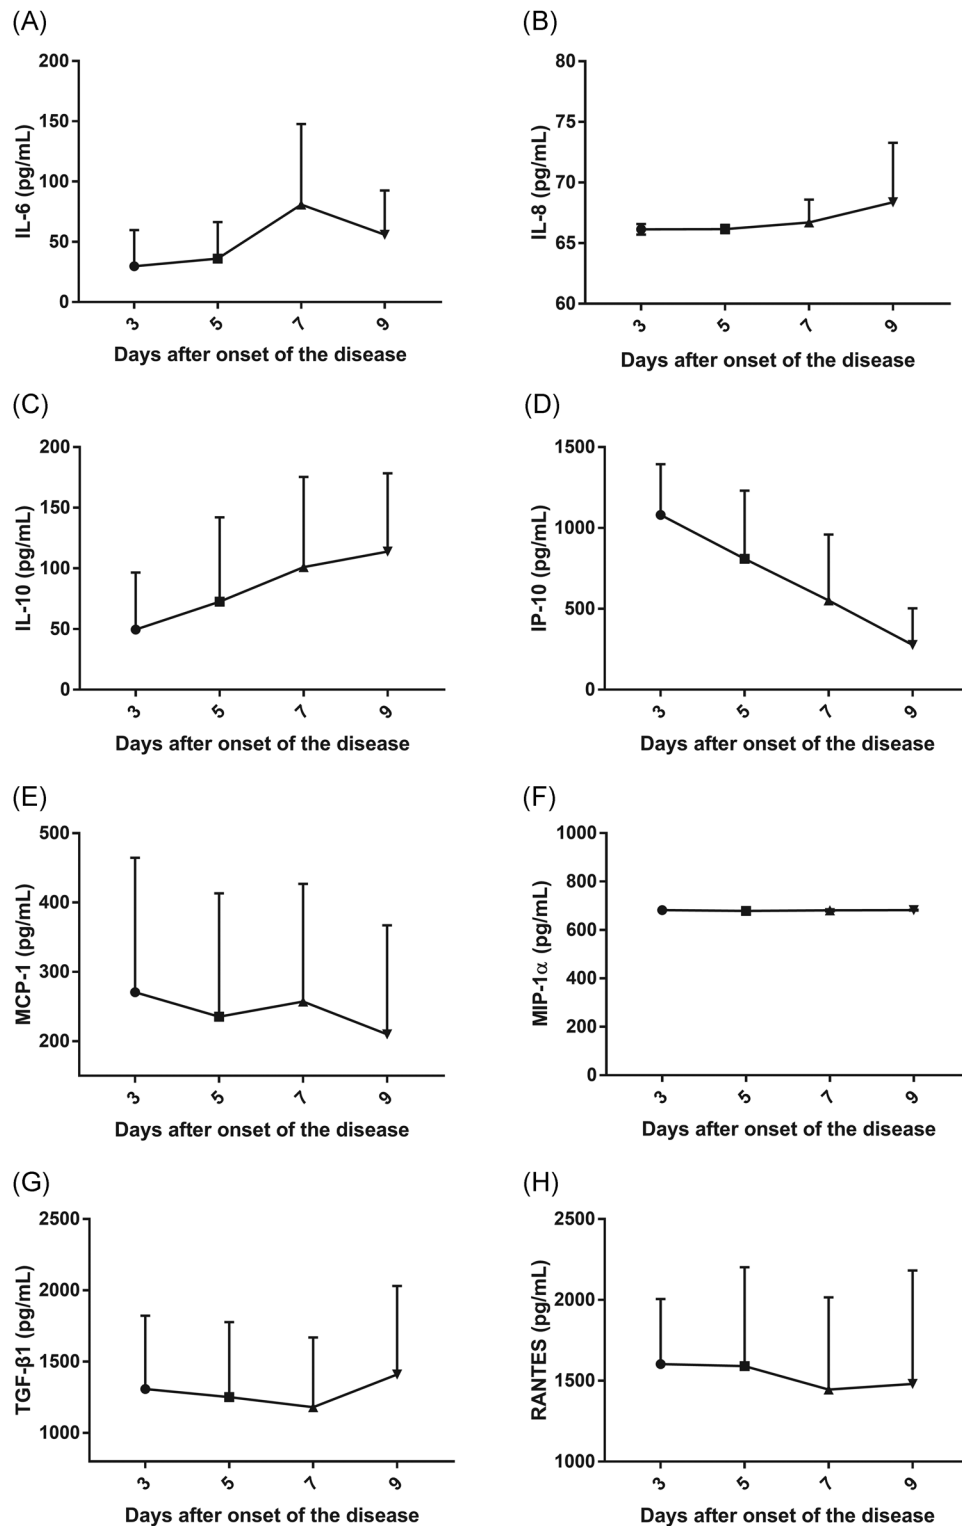 (A)
IL-6 (pg/mL)
200
150
100
50
0
3 5 7 9
Days after onset of the disease
(B)
IL-8 (pg/mL)
80
75
70
65
60
3 5 7 9
Days after onset of the disease
(C)
IL-10 (pg/mL)
200
150
100
50
0
3 5 7 9
Days after onset of the disease
(D)
IP-10 (pg/mL)
1500
1000
500
0
3 5 7 9
Days after onset of the disease
(E)
MCP-1 (pg/mL)
500
400
300
200
3 5 7 9
Days after onset of the disease
(F)
MIP-1α (pg/mL)
1000
800
600
400
200
0
3 5 7 9
Days after onset of the disease
(G)
TGF-β1 (pg/mL)
2500
2000
1500
1000
3 5 7 9
Days after onset of the disease
(H)
RANTES (pg/mL)
2500
2000
1500
1000
3 5 7 9
Days after onset of the disease